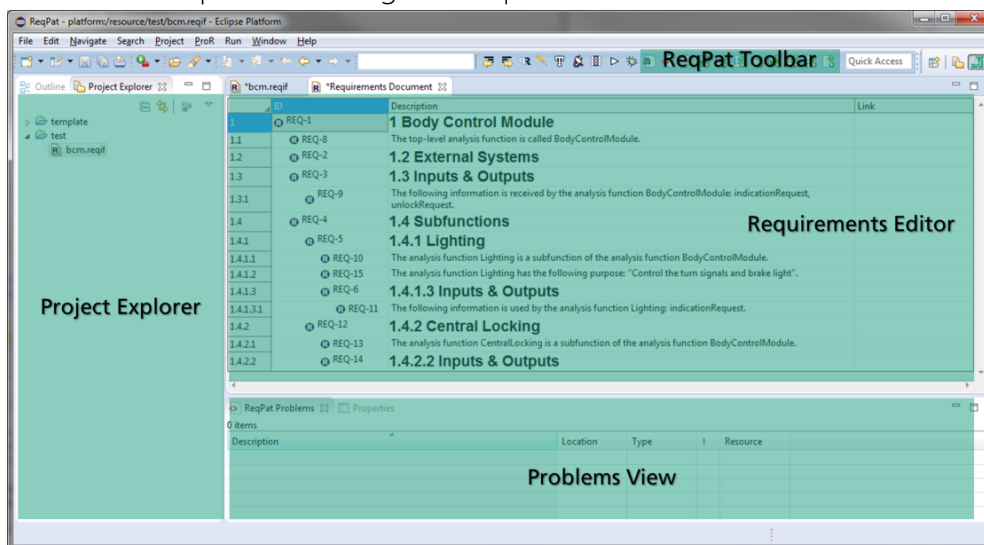 ReqPat - platform:/resource/test/bcm.reqif - Eclipse Platform
File Edit Navigate Search Project ProR Run Window Help
ReqPat Toolbar
Quick Access
Outline Project Explorer
*bcm.reqif *Requirements Document
template
test
bcm.reqif
Project Explorer
ID Description Link
1 REQ-1 1 Body Control Module
1.1 REQ-8 The top-level analysis function is called BodyControlModule.
1.2 REQ-2 1.2 External Systems
1.3 REQ-3 1.3 Inputs & Outputs
1.3.1 REQ-9 The following information is received by the analysis function BodyControlModule: indicationRequest,
unlockRequest.
1.4 REQ-4 1.4 Subfunctions
Requirements Editor
1.4.1 REQ-5 1.4.1 Lighting
1.4.1.1 REQ-10 The analysis function Lighting is a subfunction of the analysis function BodyControlModule.
1.4.1.2 REQ-15 The analysis function Lighting has the following purpose: "Control the turn signals and brake light".
1.4.1.3 REQ-6 1.4.1.3 Inputs & Outputs
1.4.1.3.1 REQ-11 The following information is used by the analysis function Lighting: indicationRequest.
1.4.2 REQ-12 1.4.2 Central Locking
1.4.2.1 REQ-13 The analysis function CentralLocking is a subfunction of the analysis function BodyControlModule.
1.4.2.2 REQ-14 1.4.2.2 Inputs & Outputs
ReqPat Problems Properties
0 items
Description Location Type ! Resource
Problems View